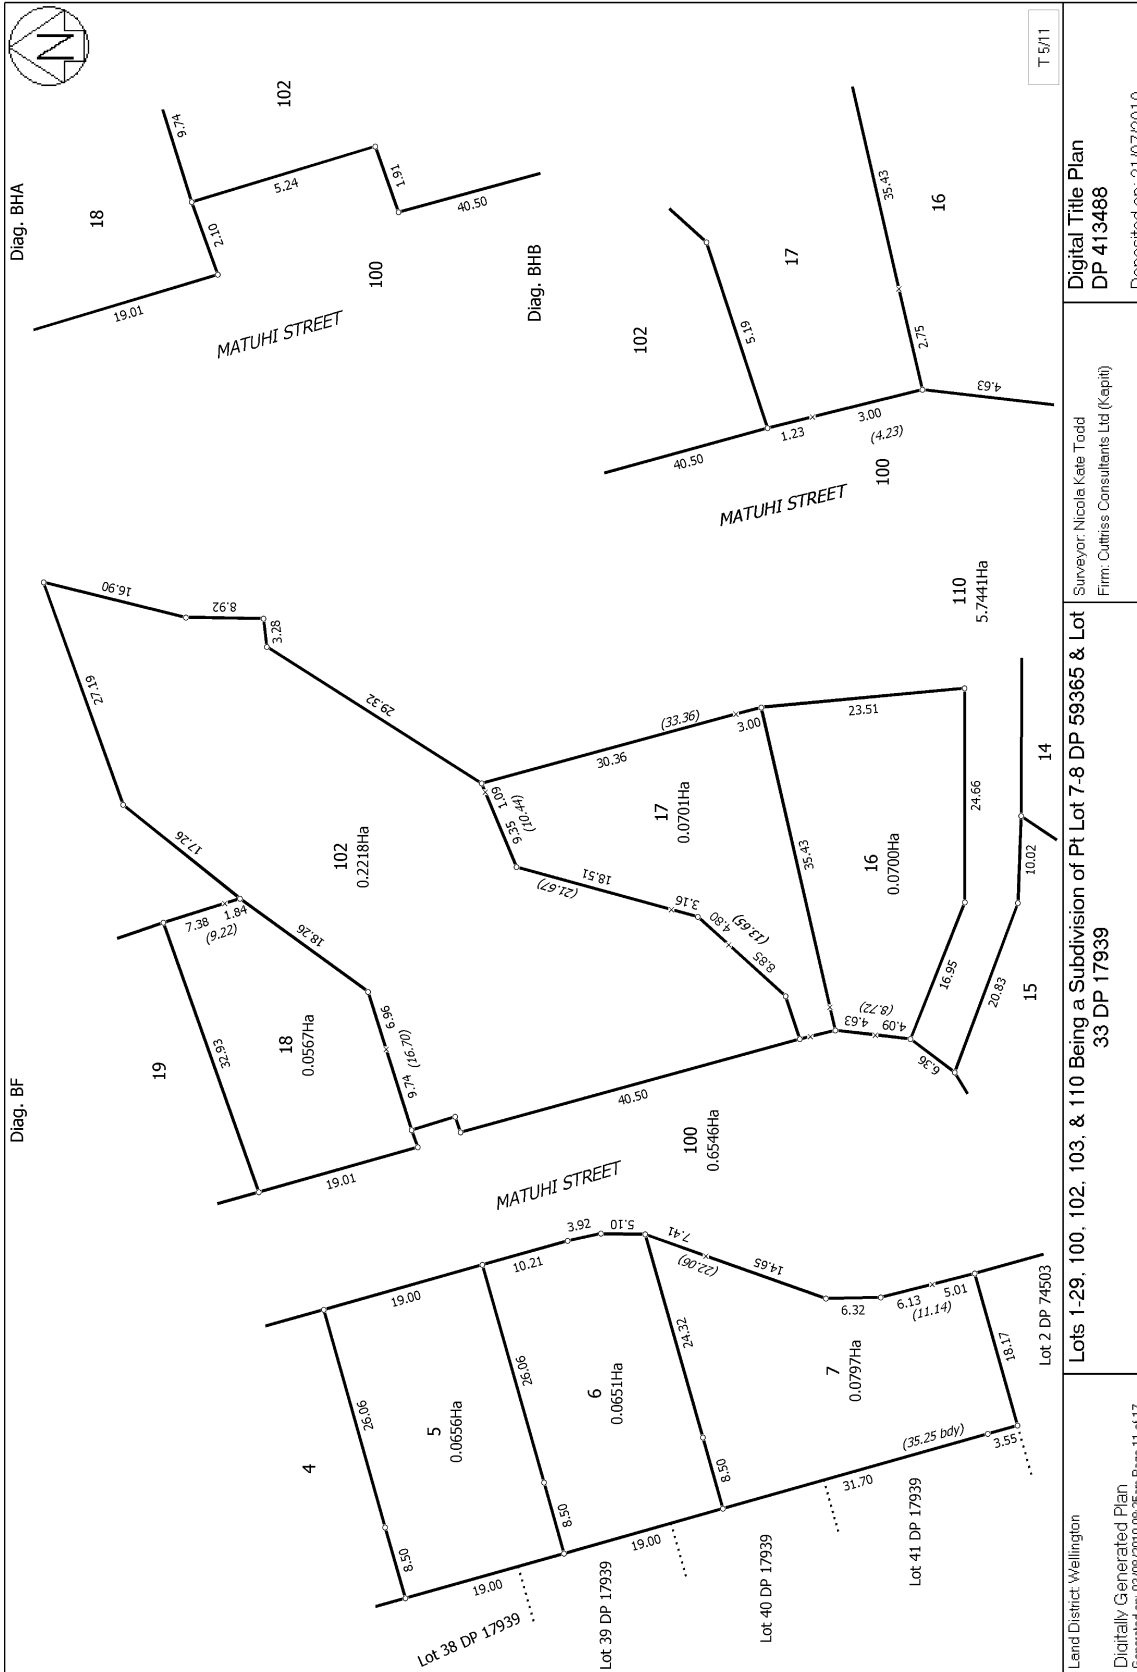 Diag. BF
Diag. BHA
N
4
5
0.0656Ha
26.06
8.50
19.00
19.00
6
0.0651Ha
26.06
8.50
19.00
10.21
3.62
5.10
7
0.0797Ha
24.32
8.50
7.41
(22.06)
14.65
6.32
6.13
(11.14)
5.01
18.17
3.55
(35.25 bdy)
31.70
Lot 38 DP 17939
Lot 39 DP 17939
Lot 40 DP 17939
Lot 41 DP 17939
Lot 2 DP 74503
MATUHI STREET
100
0.6546Ha
19
18
0.0567Ha
32.93
19.01
7.38
1.84
(9.22)
18.26
6.96
(16.70)
9.74
102
0.2218Ha
17.26
27.19
16.90
8.92
3.28
29.32
40.50
17
0.0701Ha
1.09
9.35
(10.44)
18.51
(21.67)
3.16
4.80
(13.65)
8.85
30.36
(33.36)
3.00
35.43
16
0.0700Ha
23.51
24.66
16.95
4.63
4.09
(8.72)
6.36
20.83
10.02
15
14
110
5.7441Ha
18
102
9.74
2.10
5.24
1.91
40.50
19.01
100
MATUHI STREET
Diag. BHB
102
17
16
5.19
35.43
2.75
4.63
1.23
3.00
(4.23)
40.50
100
MATUHI STREET
T 5/11
Land District: Wellington
Digitally Generated Plan
Lots 1-29, 100, 102, 103, & 110 Being a Subdivision of Pt Lot 7-8 DP 59365 & Lot
33 DP 17939
Surveyor: Nicola Kate Todd
Firm: Cuttriss Consultants Ltd (Kapiti)
Digital Title Plan
DP 413488
Deposited on: 21/07/2010